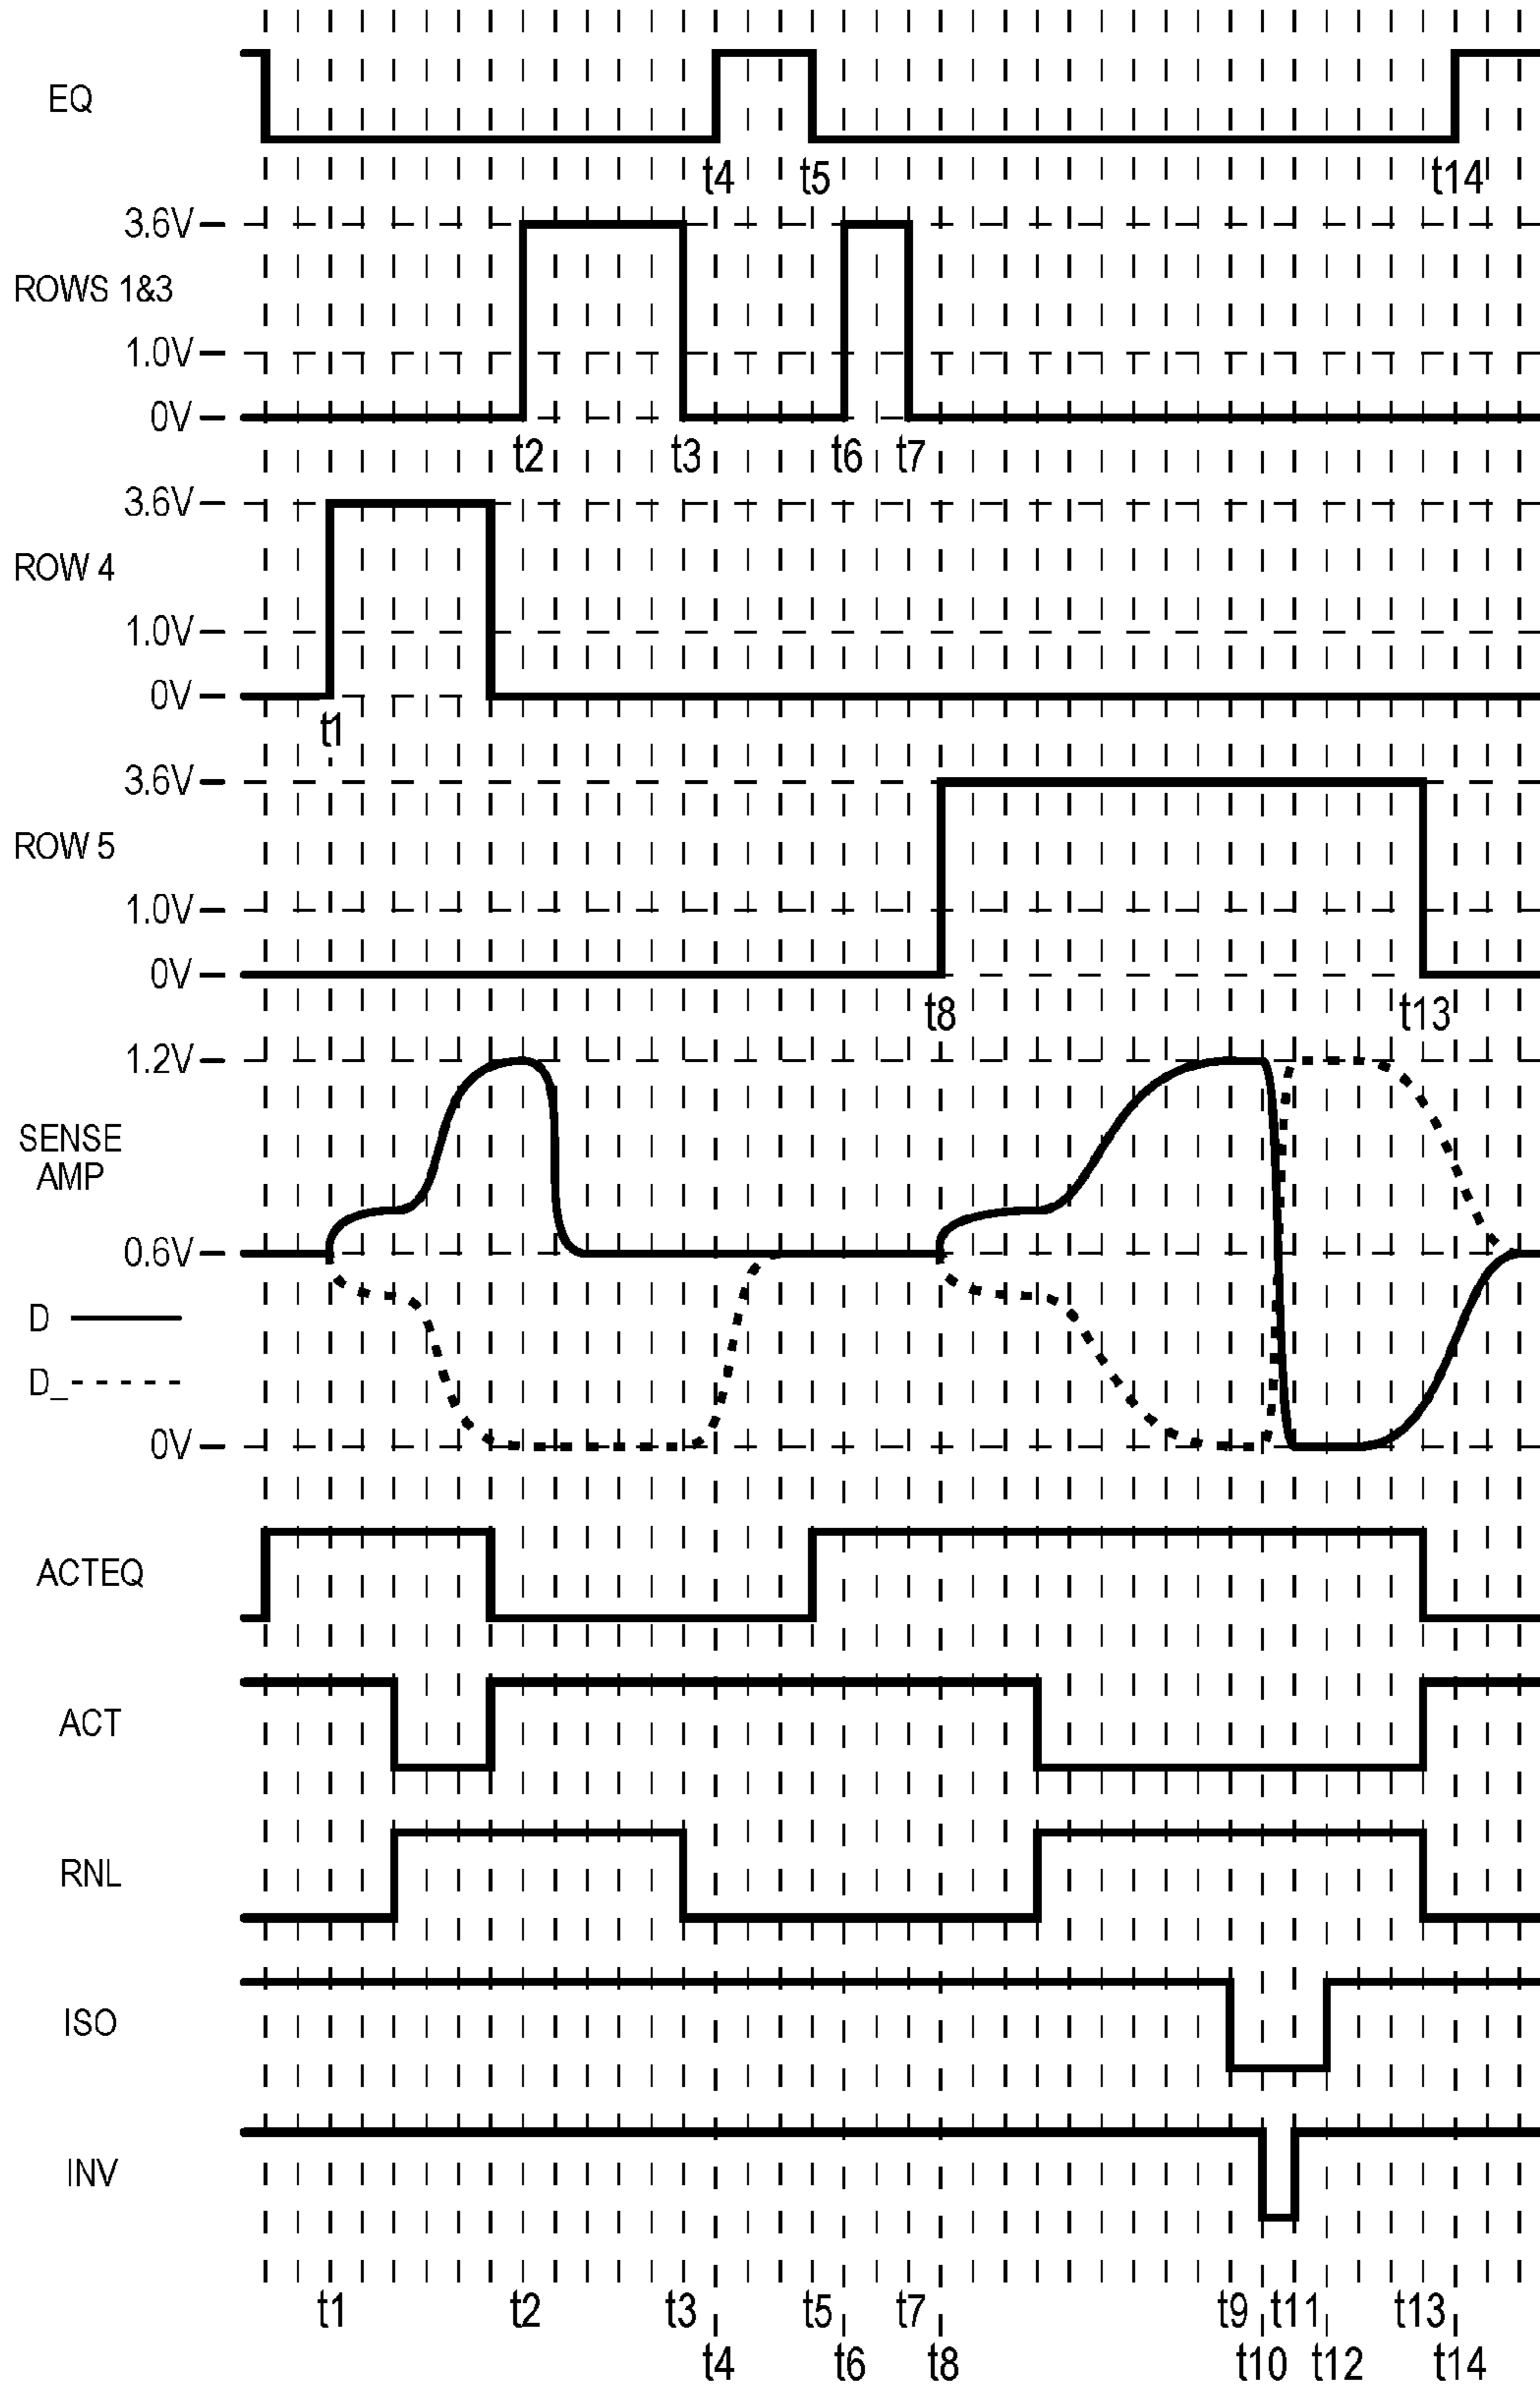 EQ
t4 t5 t14
3.6V
ROWS 1&3
1.0V
0V
t2 t3 t6 t7
3.6V
ROW 4
1.0V
0V
t1
3.6V
ROW 5
1.0V
0V
t8 t13
1.2V
SENSE
AMP
0.6V
D
D_
0V
ACTEQ
ACT
RNL
ISO
INV
t1 t2 t3 t5 t7 t9 t11 t13
t4 t6 t8 t10 t12 t14